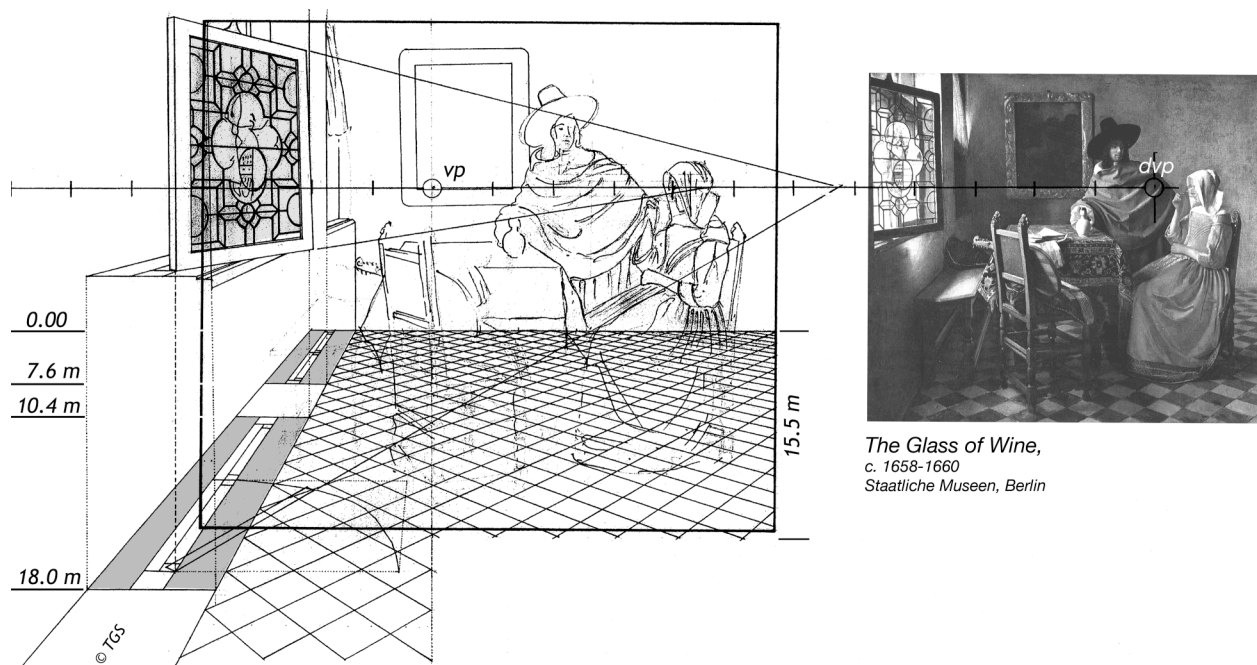 vp
dvp
0.00
7.6 m
10.4 m
15.5 m
18.0 m
© TGS
The Glass of Wine,
c. 1658-1660
Staatliche Museen, Berlin